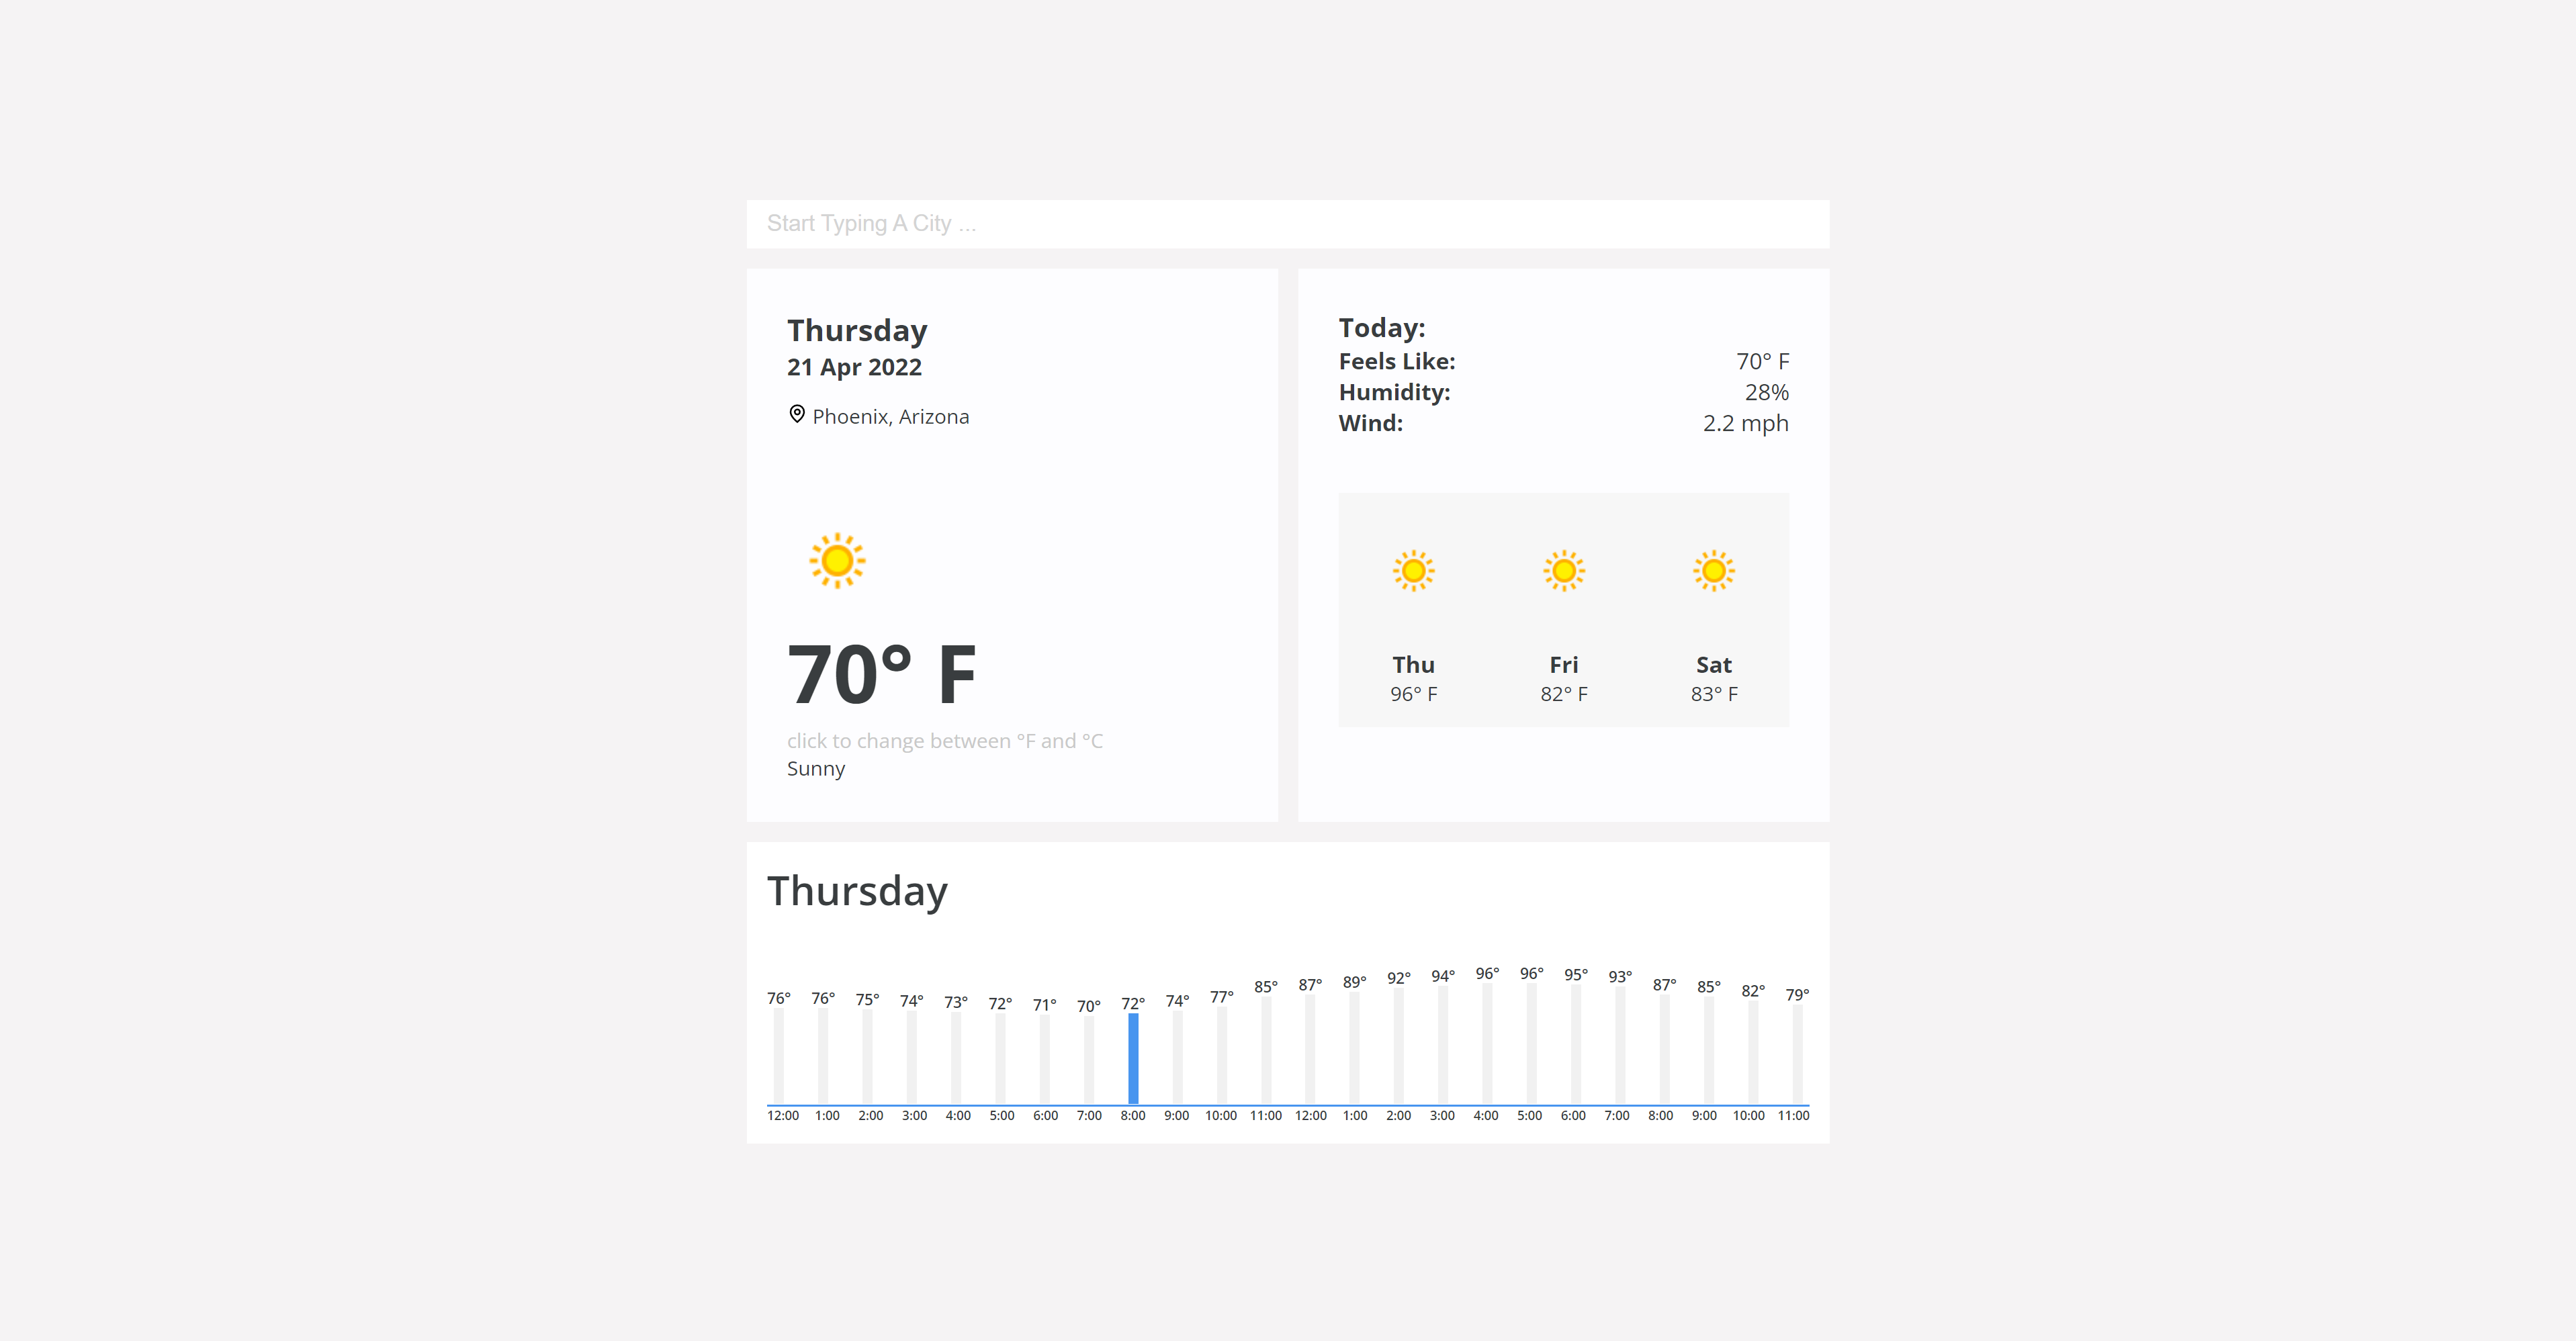 Start Typing A City ...
Thursday
21 Apr 2022
Phoenix, Arizona
70° F
click to change between °F and °C
Sunny
Today:
Feels Like: 70° F
Humidity: 28%
Wind: 2.2 mph
Thu Fri Sat
96° F 82° F 83° F
Thursday
76° 76° 75° 74° 73° 72° 71° 70° 72° 74° 77° 85° 87° 89° 92° 94° 96° 96° 95° 93° 87° 85° 82° 79°
12:00 1:00 2:00 3:00 4:00 5:00 6:00 7:00 8:00 9:00 10:00 11:00 12:00 1:00 2:00 3:00 4:00 5:00 6:00 7:00 8:00 9:00 10:00 11:00